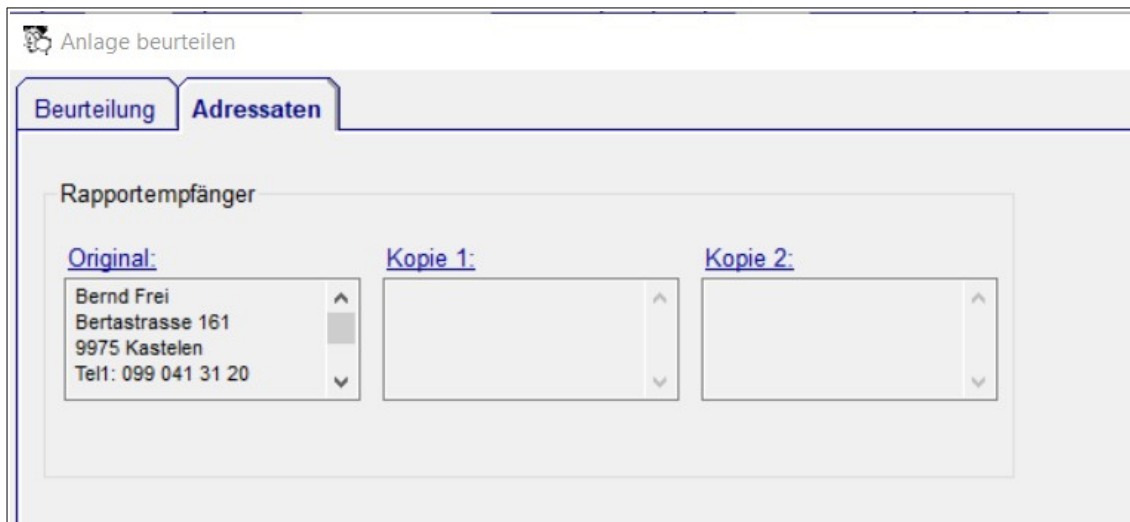 Anlage beurteilen
Beurteilung Adressaten
Rapportempfänger
Original: Kopie 1: Kopie 2:
Bernd Frei
Bertastrasse 161
9975 Kastelen
Tel1: 099 041 31 20